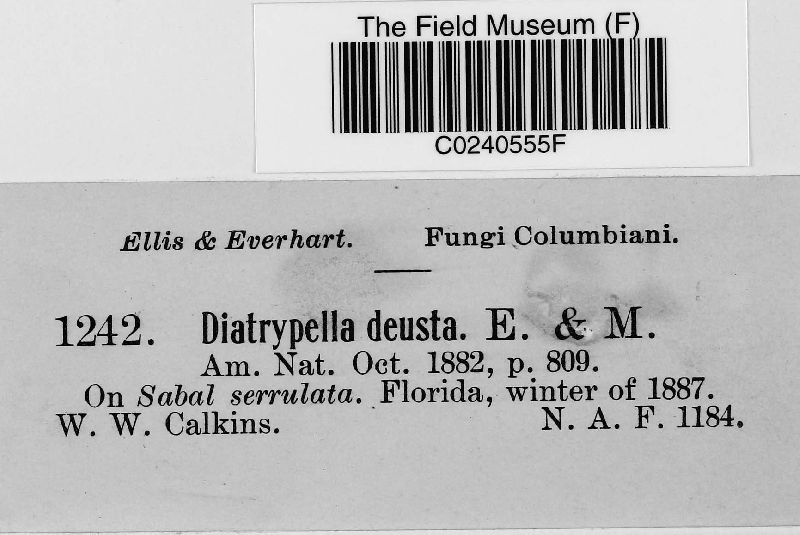 The Field Museum (F)
C0240555F
Ellis & Everhart. Fungi Columbiani.
1242. Diatrypella deusta. E. & M.
Am. Nat. Oct. 1882, p. 809.
On Sabal serrulata. Florida, winter of 1887.
W. W. Calkins. N. A. F. 1184.